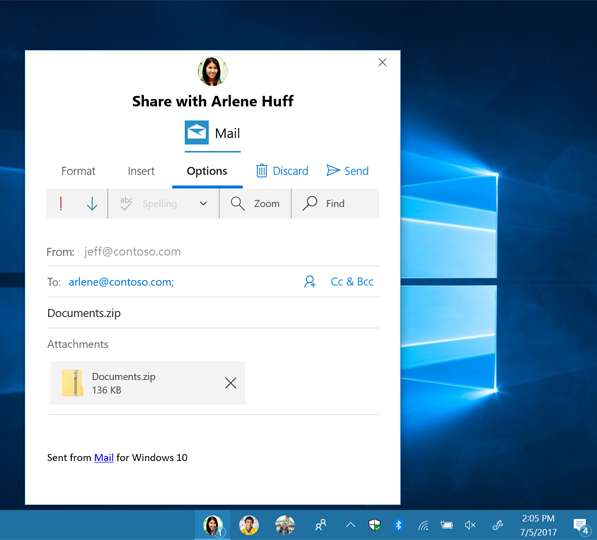 Share with Arlene Huff
Mail
Format Insert Options Discard Send
! abc Spelling Zoom Find
From: jeff@contoso.com
To: arlene@contoso.com; Cc & Bcc
Documents.zip
Attachments
Documents.zip
136 KB
Sent from Mail for Windows 10
1
2:05 PM
7/5/2017
4